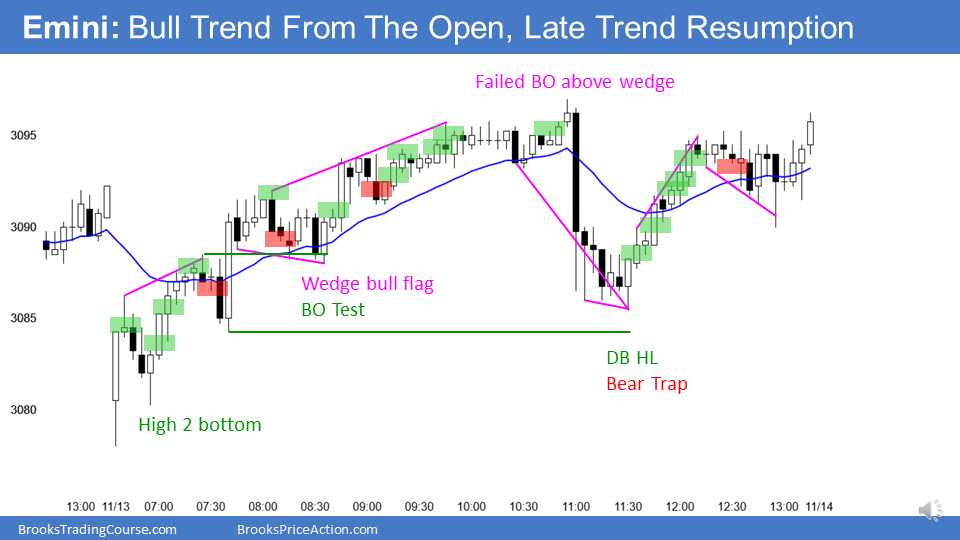 Emini: Bull Trend From The Open, Late Trend Resumption
Failed BO above wedge
3095
3090
Wedge bull flag
BO Test
3085
DB HL
Bear Trap
3080
High 2 bottom
13:00 11/13 07:00 07:30 08:00 08:30 09:00 09:30 10:00 10:30 11:00 11:30 12:00 12:30 13:00 11/14
BrooksTradingCourse.com BrooksPriceAction.com